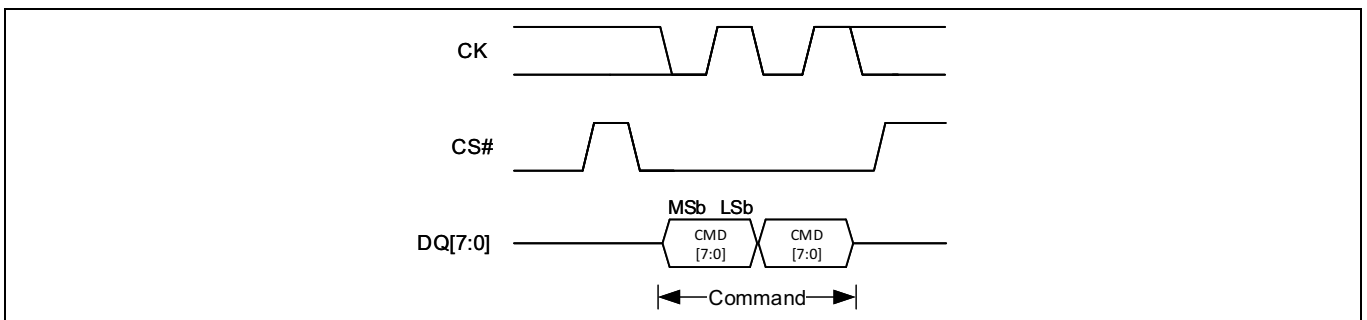 CK
CS#
MSb LSb
DQ[7:0]
CMD CMD
[7:0] [7:0]
Command